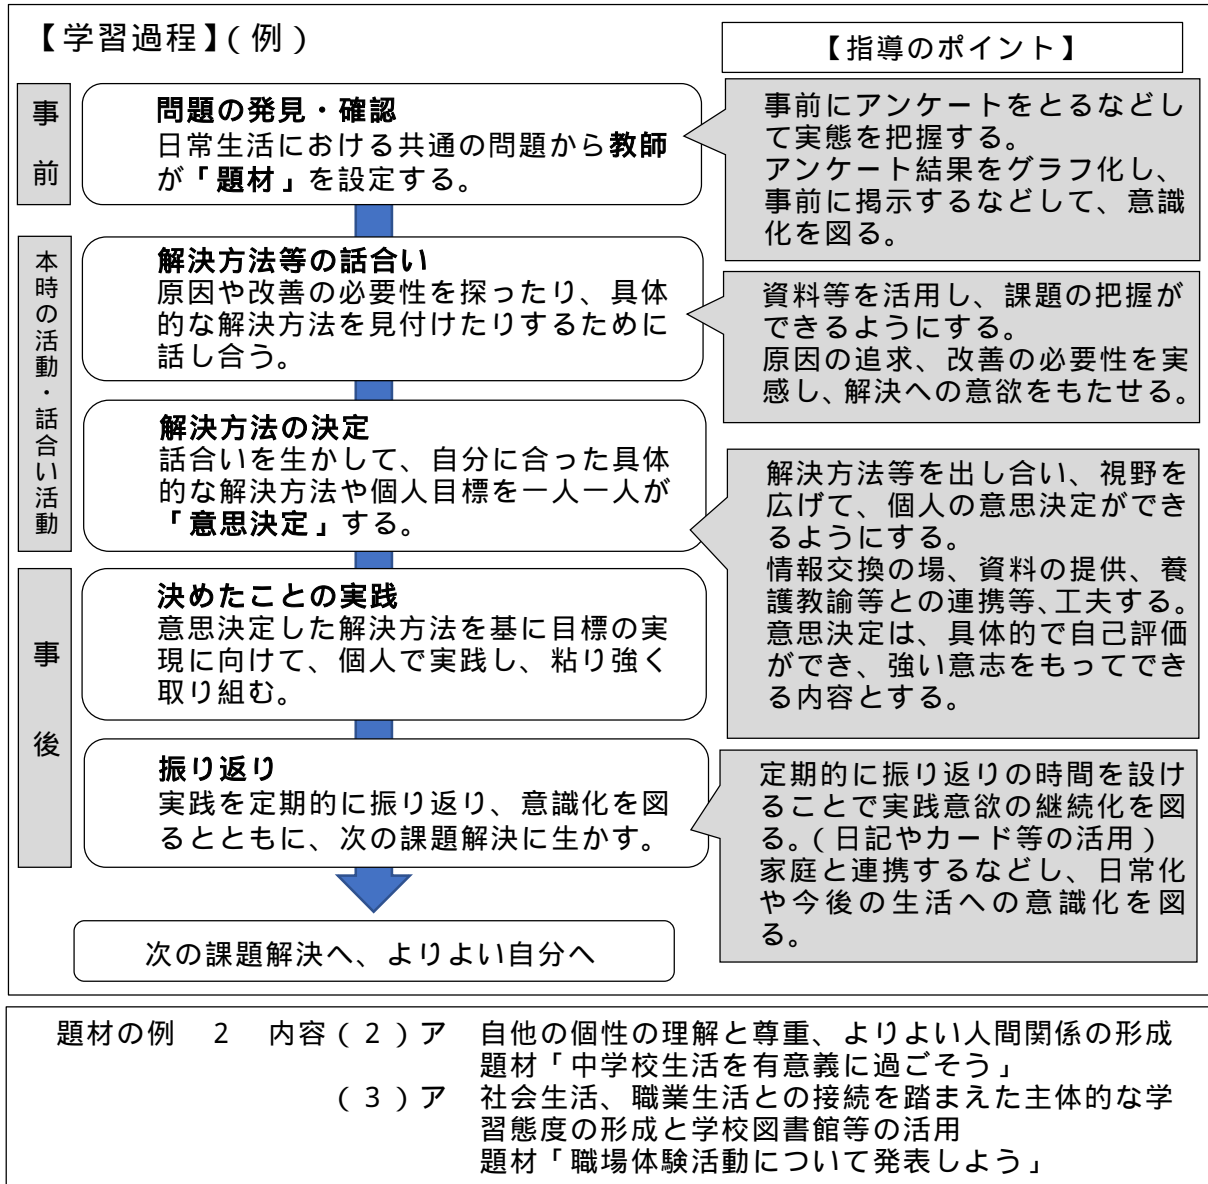 【学習過程】(例)
【指導のポイント】
事前
問題の発見・確認
日常生活における共通の問題から教師
が「題材」を設定する。
事前にアンケートをとるなどし
て実態を把握する。
アンケート結果をグラフ化し、
事前に掲示するなどして、意識
化を図る。
本時の活動・話合い活動
解決方法等の話合い
原因や改善の必要性を探ったり、具体
的な解決方法を見付けたりするために
話し合う。
資料等を活用し、課題の把握が
できるようにする。
原因の追求、改善の必要性を実
感し、解決への意欲をもたせる。
解決方法の決定
話合いを生かして、自分に合った具体
的な解決方法や個人目標を一人一人が
「意思決定」する。
解決方法等を出し合い、視野を
広げて、個人の意思決定ができ
るようにする。
情報交換の場、資料の提供、養
護教諭等との連携等、工夫する。
意思決定は、具体的で自己評価
ができ、強い意志をもってでき
る内容とする。
事後
決めたことの実践
意思決定した解決方法を基に目標の実
現に向けて、個人で実践し、粘り強く
取り組む。
振り返り
実践を定期的に振り返り、意識化を図
るとともに、次の課題解決に生かす。
定期的に振り返りの時間を設け
ることで実践意欲の継続化を図
る。(日記やカード等の活用)
家庭と連携するなどし、日常化
や今後の生活への意識化を図
る。
次の課題解決へ、よりよい自分へ
題材の例 2 内容(2)ア 自他の個性の理解と尊重、よりよい人間関係の形成
題材「中学校生活を有意義に過ごそう」
(3)ア 社会生活、職業生活との接続を踏まえた主体的な学
習態度の形成と学校図書館等の活用
題材「職場体験活動について発表しよう」